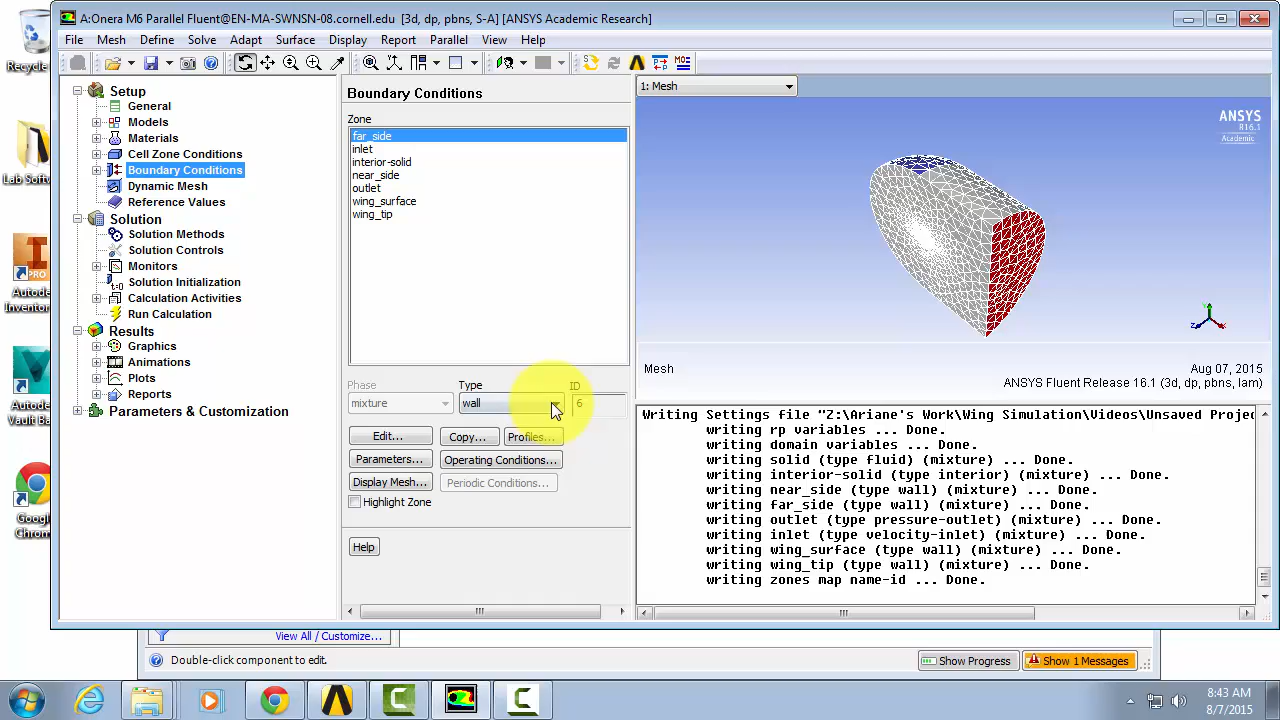 Recycle
A:Onera M6 Parallel Fluent@EN-MA-SWNSN-08.cornell.edu [3d, dp, pbns, S-A] [ANSYS Academic Research]
File Mesh Define Solve Adapt Surface Display Report Parallel View Help
Lab Softw
Autode
Inventor
Autode
Vault Ba
Google
Chrom
Setup
General
Models
Materials
Cell Zone Conditions
Boundary Conditions
Dynamic Mesh
Reference Values
Solution
Solution Methods
Solution Controls
Monitors
Solution Initialization
Calculation Activities
Run Calculation
Results
Graphics
Animations
Plots
Reports
Parameters & Customization
Boundary Conditions
Zone
far_side
inlet
interior-solid
near_side
outlet
wing_surface
wing_tip
Phase Type ID
mixture wall 6
Edit... Copy... Profiles...
Parameters... Operating Conditions...
Display Mesh... Periodic Conditions...
Highlight Zone
Help
1: Mesh
ANSYS
R16.1
Academic
Mesh
Aug 07, 2015
ANSYS Fluent Release 16.1 (3d, dp, pbns, lam)
Writing Settings file "Z:\Ariane's Work\Wing Simulation\Videos\Unsaved Projec
writing rp variables ... Done.
writing domain variables ... Done.
writing solid (type fluid) (mixture) ... Done.
writing interior-solid (type interior) (mixture) ... Done.
writing near_side (type wall) (mixture) ... Done.
writing far_side (type wall) (mixture) ... Done.
writing outlet (type pressure-outlet) (mixture) ... Done.
writing inlet (type velocity-inlet) (mixture) ... Done.
writing wing_surface (type wall) (mixture) ... Done.
writing wing_tip (type wall) (mixture) ... Done.
writing zones map name-id ... Done.
View All / Customize...
Double-click component to edit.
Show Progress
Show 1 Messages
8:43 AM
8/7/2015